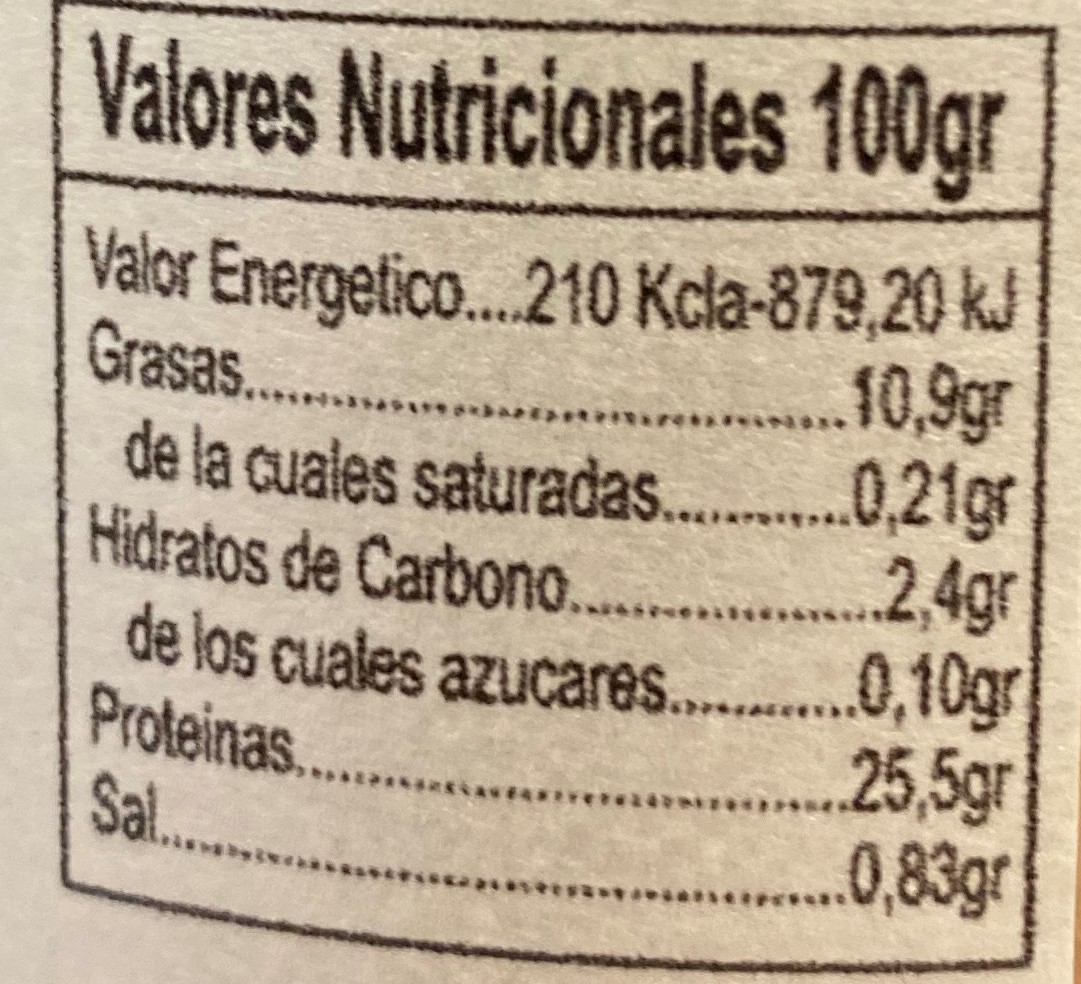 Valores Nutricionales 100gr
Valor Energetico....210 Kcla-879,20 kJ
Grasas..............................10,9gr
de la cuales saturadas............0,21gr
Hidratos de Carbono..................2,4gr
de los cuales azucares............0,10gr
Proteinas..............................25,5gr
Sal..............................0,83gr